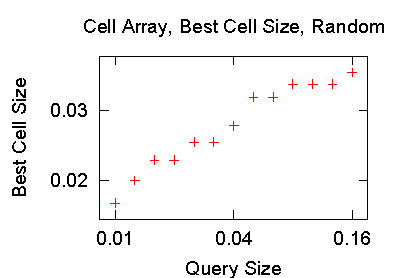 Cell Array, Best Cell Size, Random
Best Cell Size
0.03
0.02
0.01 0.04 0.16
Query Size